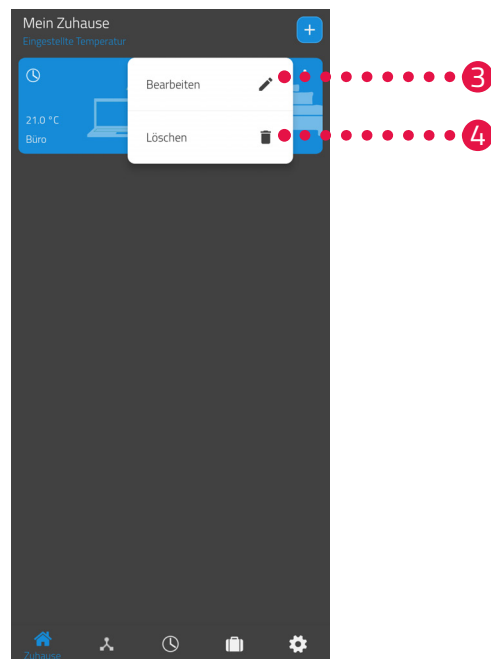 Mein Zuhause
Eingestellte Temperatur
Bearbeiten
3
21.0 °C
Löschen
4
Büro
Zuhause